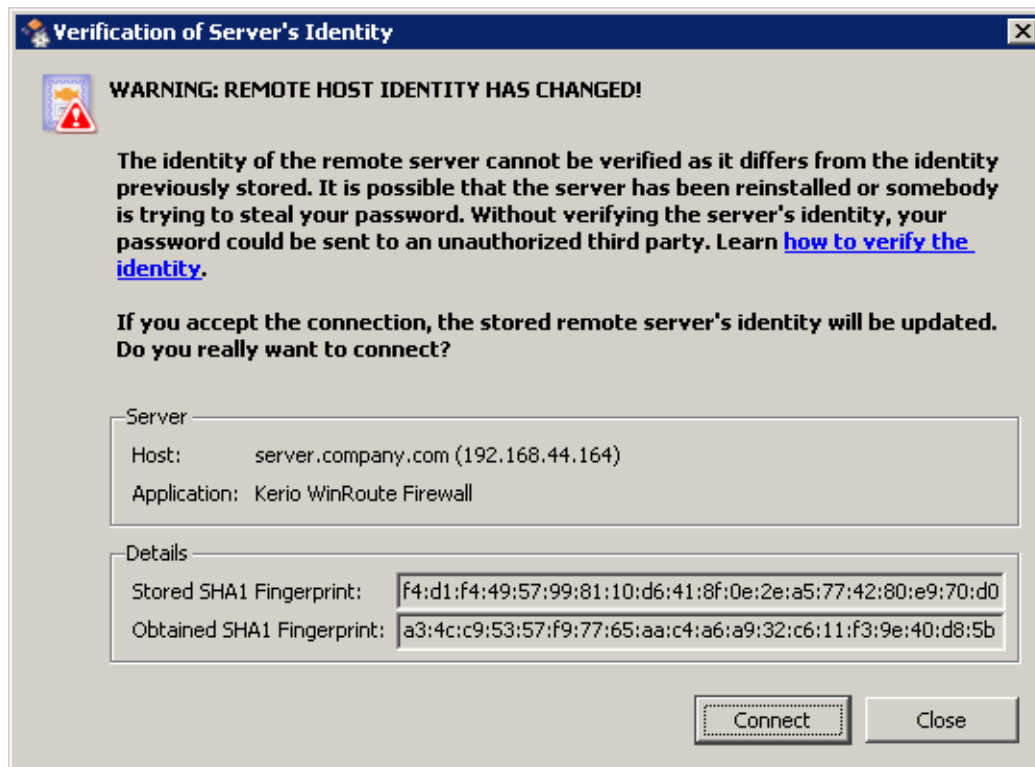 Verification of Server's Identity
WARNING: REMOTE HOST IDENTITY HAS CHANGED!
The identity of the remote server cannot be verified as it differs from the identity
previously stored. It is possible that the server has been reinstalled or somebody
is trying to steal your password. Without verifying the server's identity, your
password could be sent to an unauthorized third party. Learn how to verify the
identity.
If you accept the connection, the stored remote server's identity will be updated.
Do you really want to connect?
Server
Host: server.company.com (192.168.44.164)
Application: Kerio WinRoute Firewall
Details
Stored SHA1 Fingerprint: f4:d1:f4:49:57:99:81:10:d6:41:8f:0e:2e:a5:77:42:80:e9:70:d0
Obtained SHA1 Fingerprint: a3:4c:c9:53:57:f9:77:65:aa:c4:a6:a9:32:c6:11:f3:9e:40:d8:5b
Connect Close